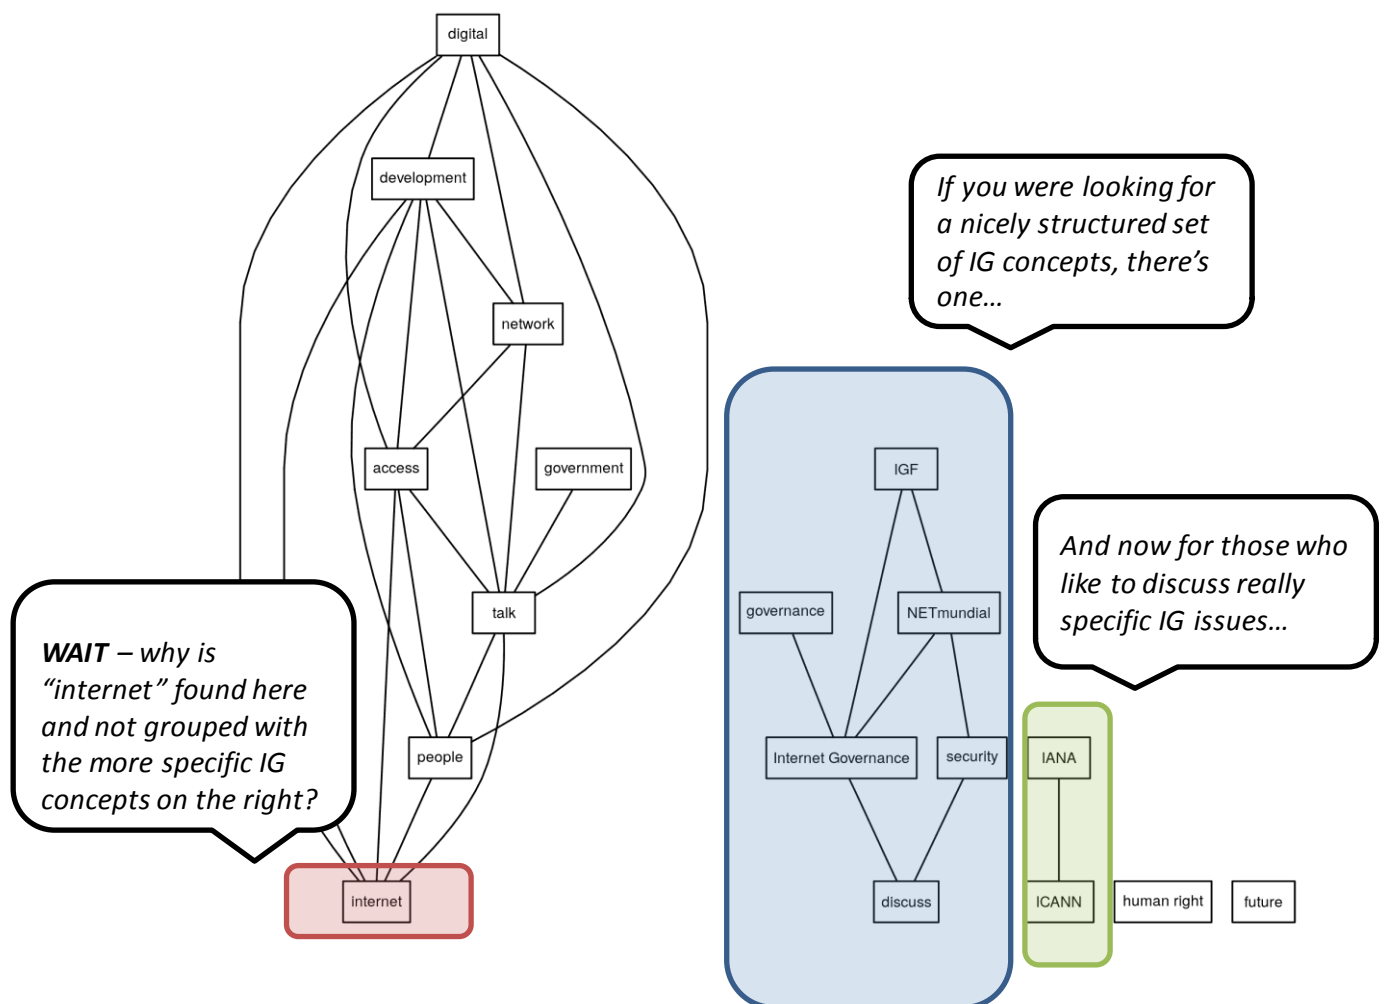 digital
development
If you were looking for
a nicely structured set
of IG concepts, there's
one…
network
access
government
IGF
And now for those who
like to discuss really
specific IG issues…
talk
governance
NETmundial
WAIT – why is
“internet” found here
and not grouped with
the more specific IG
concepts on the right?
people
Internet Governance
security
IANA
internet
discuss
ICANN
human right
future